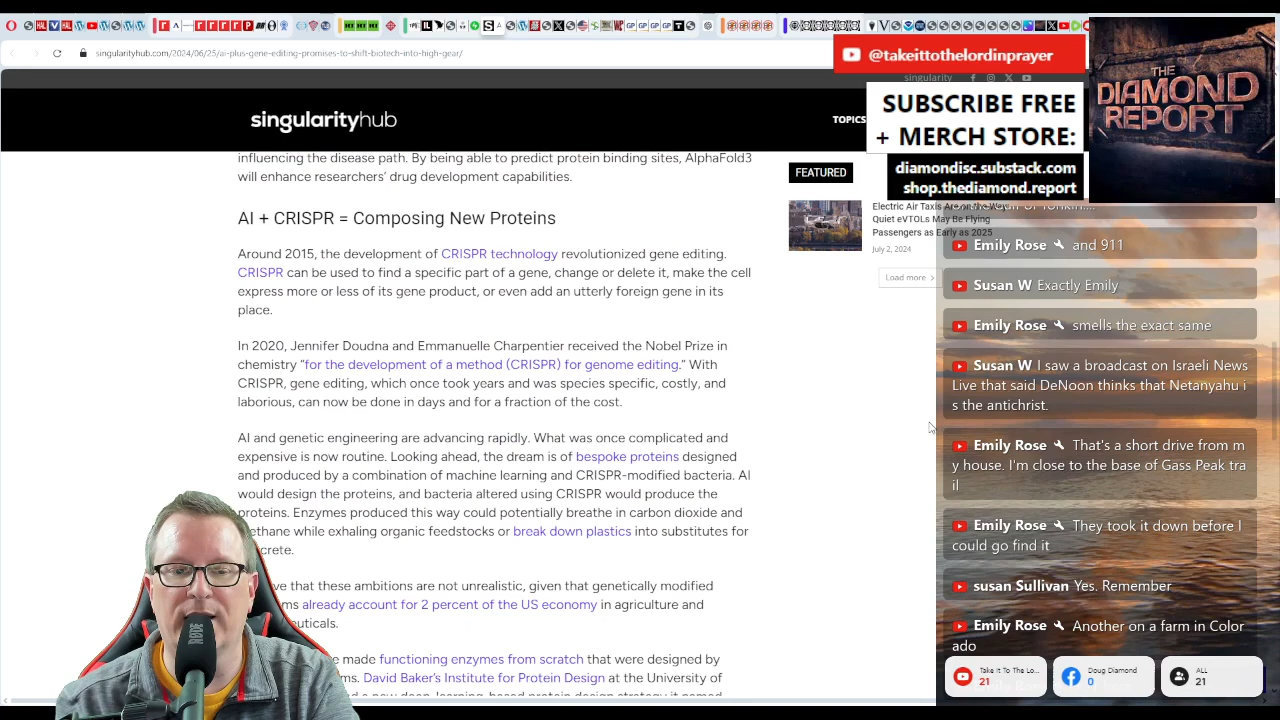 singularityhub.com/2024/06/25/ai-plus-gene-editing-promises-to-shift-biotech-into-high-gear/
@takeittothelordinprayer
singularity
singularityhub
TOPICS
SUBSCRIBE FREE
+ MERCH STORE:
diamondisc.substack.com
shop.thediamond.report
THE
DIAMOND
REPORT
influencing the disease path. By being able to predict protein binding sites, AlphaFold3
will enhance researchers' drug development capabilities.
AI + CRISPR = Composing New Proteins
Around 2015, the development of CRISPR technology revolutionized gene editing.
CRISPR can be used to find a specific part of a gene, change or delete it, make the cell
express more or less of its gene product, or even add an utterly foreign gene in its
place.
In 2020, Jennifer Doudna and Emmanuelle Charpentier received the Nobel Prize in
chemistry "for the development of a method (CRISPR) for genome editing." With
CRISPR, gene editing, which once took years and was species specific, costly, and
laborious, can now be done in days and for a fraction of the cost.
AI and genetic engineering are advancing rapidly. What was once complicated and
expensive is now routine. Looking ahead, the dream is of bespoke proteins designed
and produced by a combination of machine learning and CRISPR-modified bacteria. AI
would design the proteins, and bacteria altered using CRISPR would produce the
proteins. Enzymes produced this way could potentially breathe in carbon dioxide and
ethane while exhaling organic feedstocks or break down plastics into substitutes for
crete.
ve that these ambitions are not unrealistic, given that genetically modified
ms already account for 2 percent of the US economy in agriculture and
euticals.
e made functioning enzymes from scratch that were designed by
ms. David Baker's Institute for Protein Design at the University of
FEATURED
Electric Air Taxis Are on the Way
Quiet eVTOLs May Be Flying
Passengers as Early as 2025
July 2, 2024
Load more
Emily Rose and 911
Susan W Exactly Emily
Emily Rose smells the exact same
Susan W I saw a broadcast on Israeli News
Live that said DeNoon thinks that Netanyahu i
s the antichrist.
Emily Rose That's a short drive from m
y house. I'm close to the base of Gass Peak trai
il
Emily Rose They took it down before I
could go find it
susan Sullivan Yes. Remember
Emily Rose Another on a farm in Color
ado
Take It To The Lo...
21
Doug Diamond
0
ALL
21